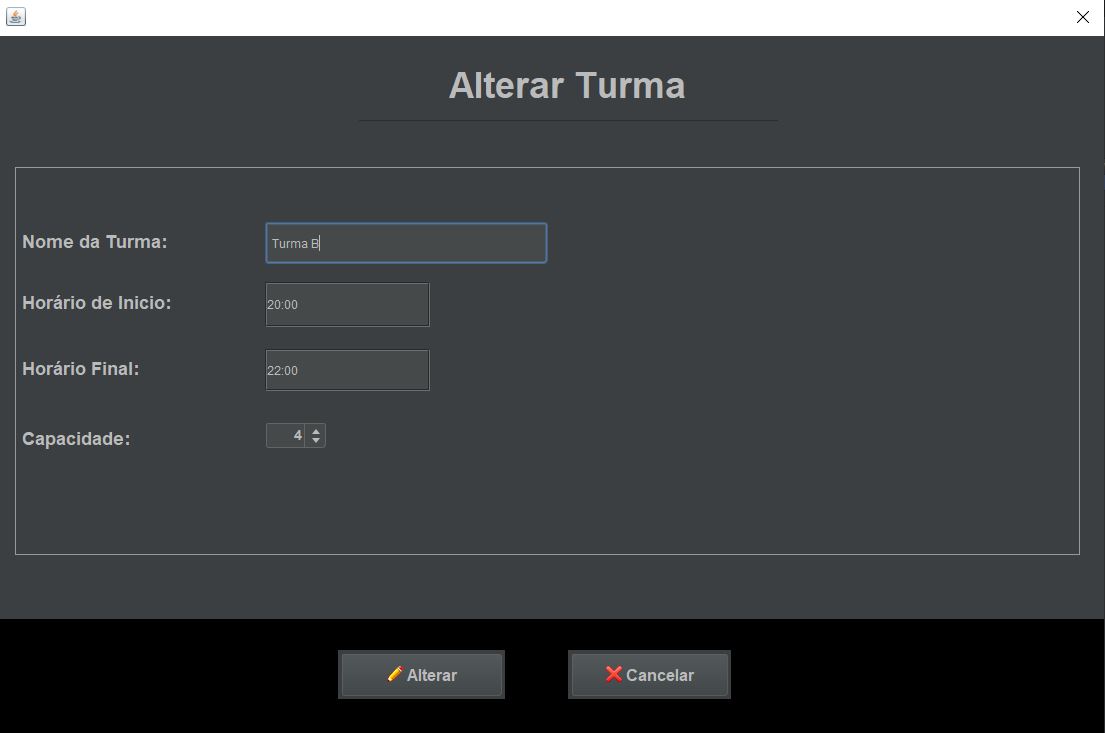 Alterar Turma
Nome da Turma:
Turma B
Horário de Inicio:
20:00
Horário Final:
22:00
Capacidade:
4
Alterar
Cancelar